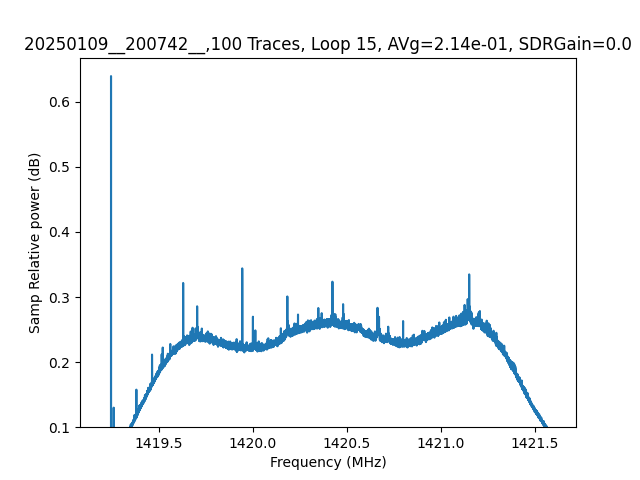 20250109__200742__,100 Traces, Loop 15, AVg=2.14e-01, SDRGain=0.0
0.6
0.5
0.4
0.3
0.2
0.1
Samp Relative power (dB)
1419.5 1420.0 1420.5 1421.0 1421.5
Frequency (MHz)